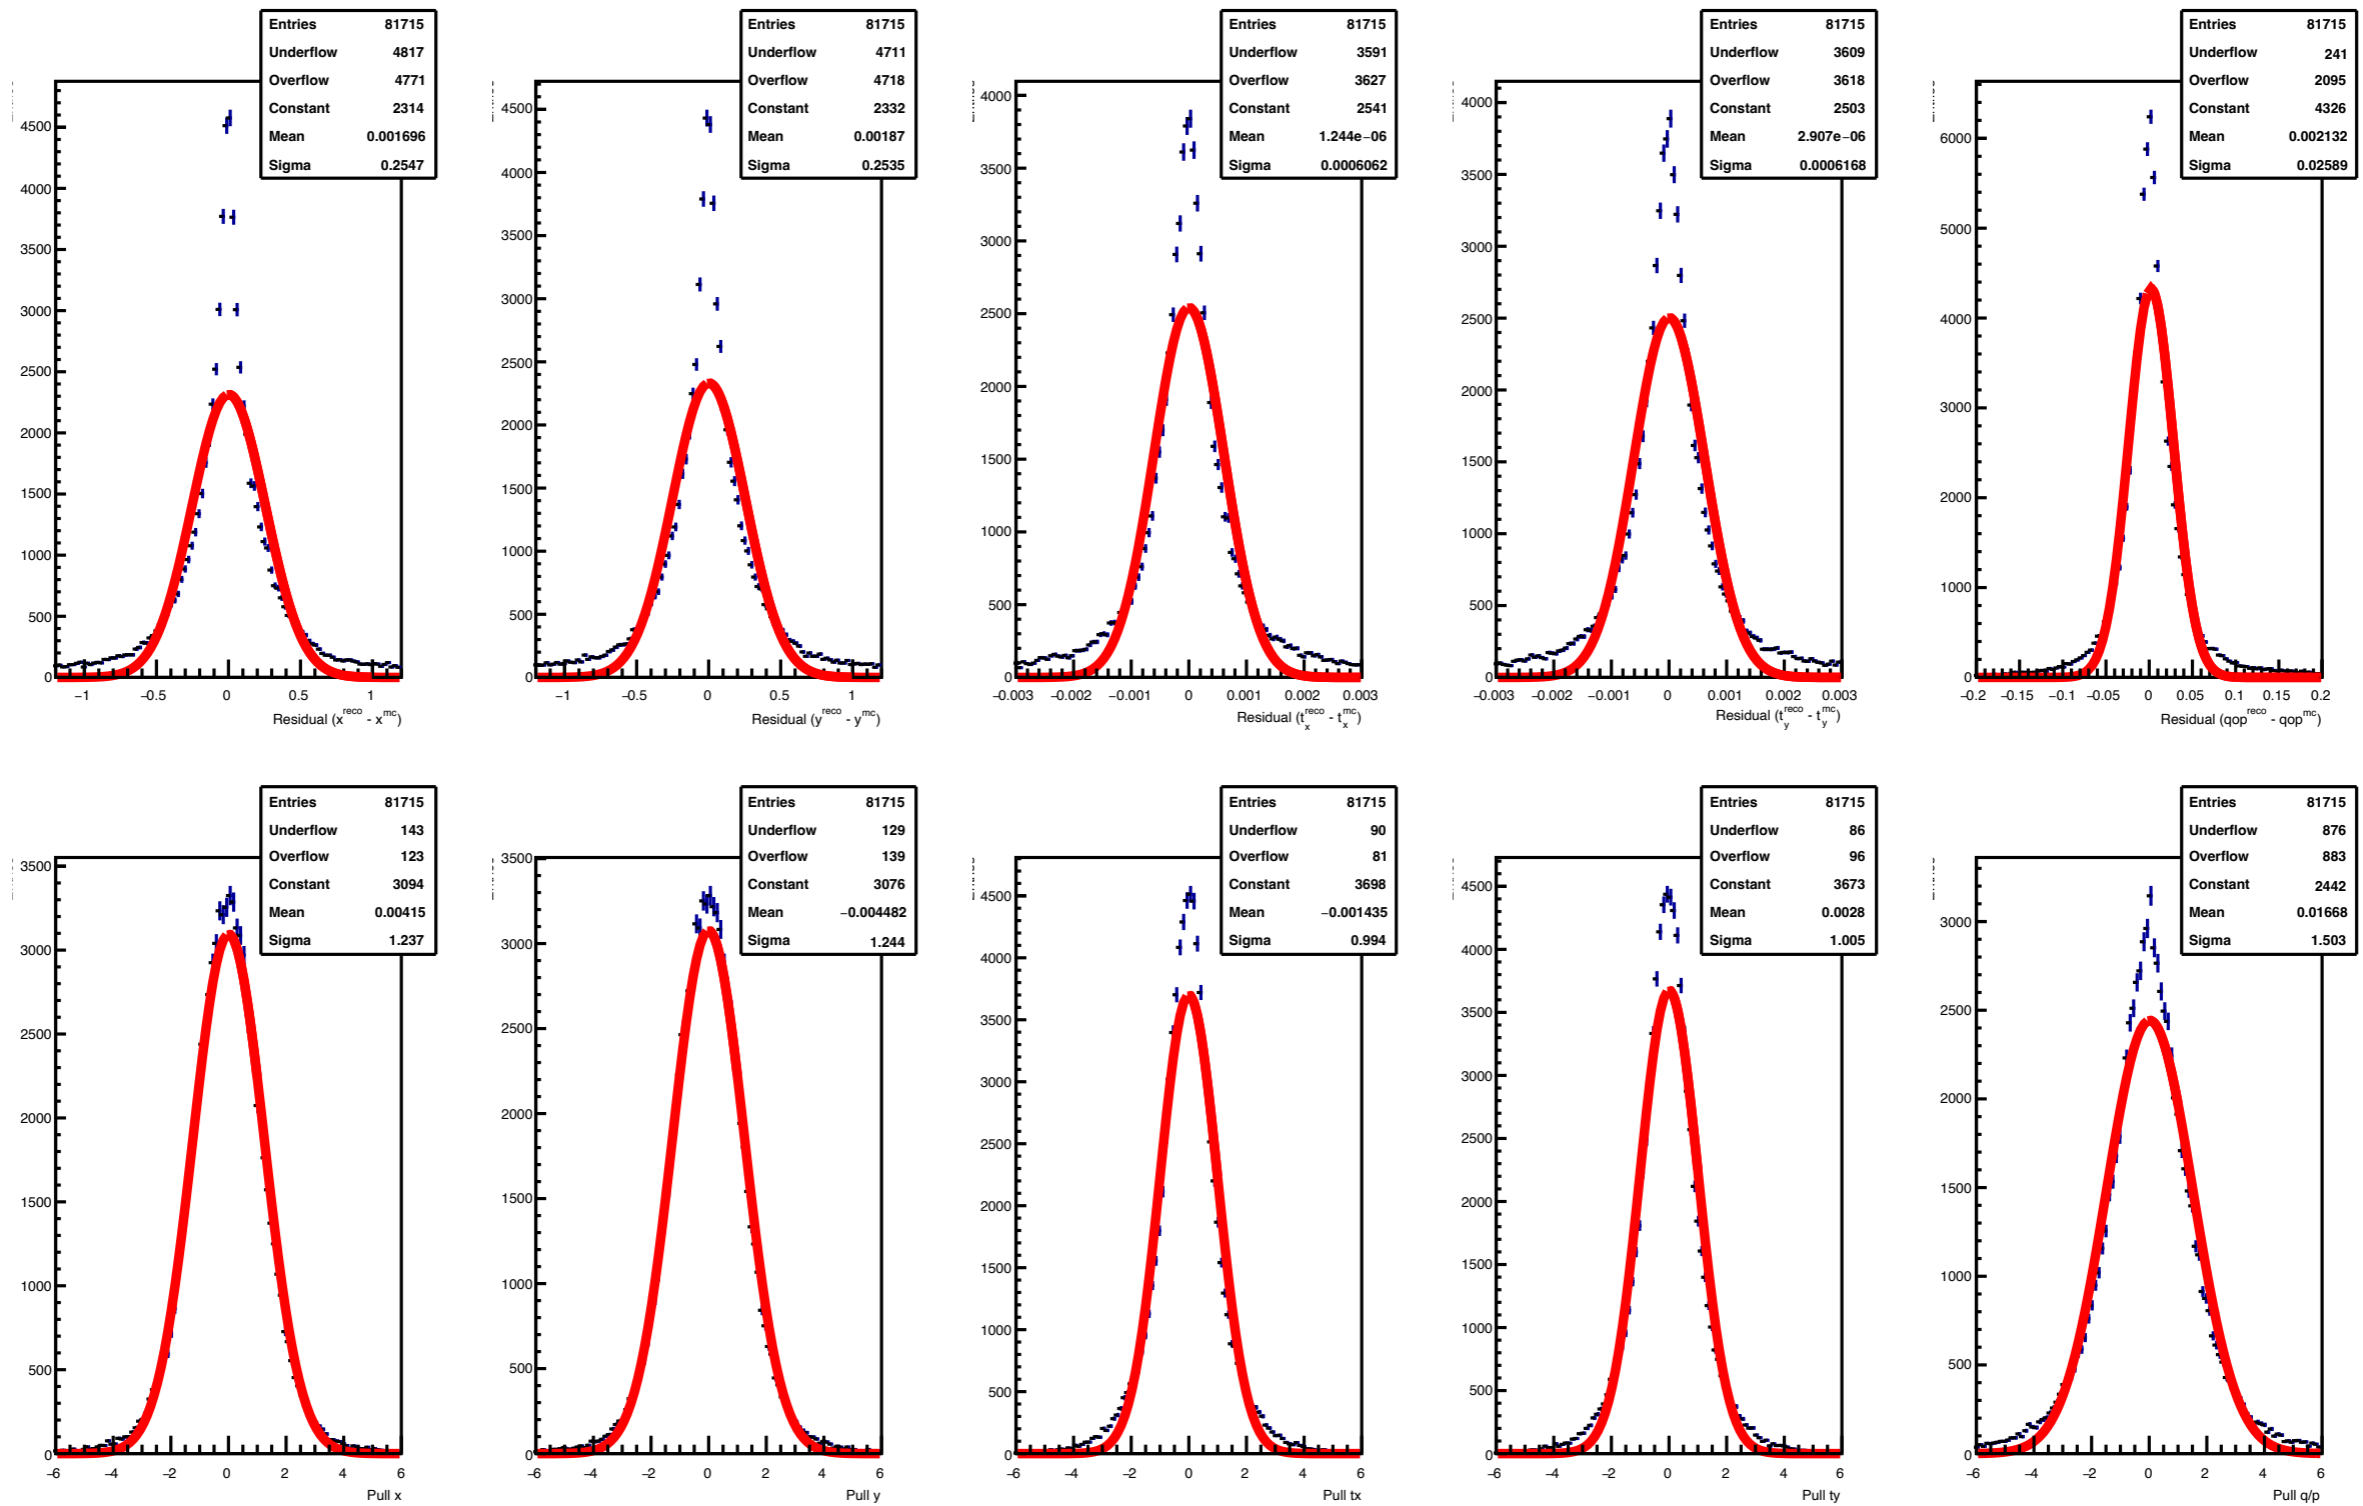 Entries 81715
Underflow 4817
Overflow 4771
Constant 2314
Mean 0.001696
Sigma 0.2547
4500
4000
3500
3000
2500
2000
1500
1000
500
0
−1 −0.5 0 0.5 1
Residual (x^reco - x^mc)
Entries 81715
Underflow 4711
Overflow 4718
Constant 2332
Mean 0.00187
Sigma 0.2535
4500
4000
3500
3000
2500
2000
1500
1000
500
0
−1 −0.5 0 0.5 1
Residual (y^reco - y^mc)
Entries 81715
Underflow 3591
Overflow 3627
Constant 2541
Mean 1.244e−06
Sigma 0.0006062
4000
3500
3000
2500
2000
1500
1000
500
0
−0.003 −0.002 −0.001 0 0.001 0.002 0.003
Residual (t_x^reco - t_x^mc)
Entries 81715
Underflow 3609
Overflow 3618
Constant 2503
Mean 2.907e−06
Sigma 0.0006168
4000
3500
3000
2500
2000
1500
1000
500
0
−0.003 −0.002 −0.001 0 0.001 0.002 0.003
Residual (t_y^reco - t_y^mc)
Entries 81715
Underflow 241
Overflow 2095
Constant 4326
Mean 0.002132
Sigma 0.02589
6000
5000
4000
3000
2000
1000
0
−0.2 −0.15 −0.1 −0.05 0 0.05 0.1 0.15 0.2
Residual (qop^reco - qop^mc)
Entries 81715
Underflow 143
Overflow 123
Constant 3094
Mean 0.00415
Sigma 1.237
3500
3000
2500
2000
1500
1000
500
0
−6 −4 −2 0 2 4 6
Pull x
Entries 81715
Underflow 129
Overflow 139
Constant 3076
Mean −0.004482
Sigma 1.244
3500
3000
2500
2000
1500
1000
500
0
−6 −4 −2 0 2 4 6
Pull y
Entries 81715
Underflow 90
Overflow 81
Constant 3698
Mean −0.001435
Sigma 0.994
4500
4000
3500
3000
2500
2000
1500
1000
500
0
−6 −4 −2 0 2 4 6
Pull tx
Entries 81715
Underflow 86
Overflow 96
Constant 3673
Mean 0.0028
Sigma 1.005
4500
4000
3500
3000
2500
2000
1500
1000
500
0
−6 −4 −2 0 2 4 6
Pull ty
Entries 81715
Underflow 876
Overflow 883
Constant 2442
Mean 0.01668
Sigma 1.503
3000
2500
2000
1500
1000
500
0
−6 −4 −2 0 2 4 6
Pull q/p